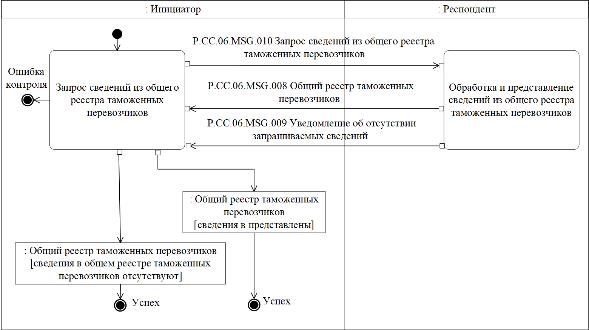 : Инициатор
: Респондент
P.CC.06.MSG.010 Запрос сведений из общего реестра
таможенных перевозчиков
Ошибка
контроля
Запрос сведений из общего
реестра таможенных
перевозчиков
P.CC.06.MSG.008 Общий реестр таможенных
перевозчиков
Обработка и представление
сведений из общего реестра
таможенных перевозчиков
P.CC.06.MSG.009 Уведомление об отсутствии
запрашиваемых сведений
: Общий реестр таможенных
перевозчиков
[сведения в представлены]
: Общий реестр таможенных перевозчиков
[сведения в общем реестре таможенных
перевозчиков отсутствуют]
Успех
Успех